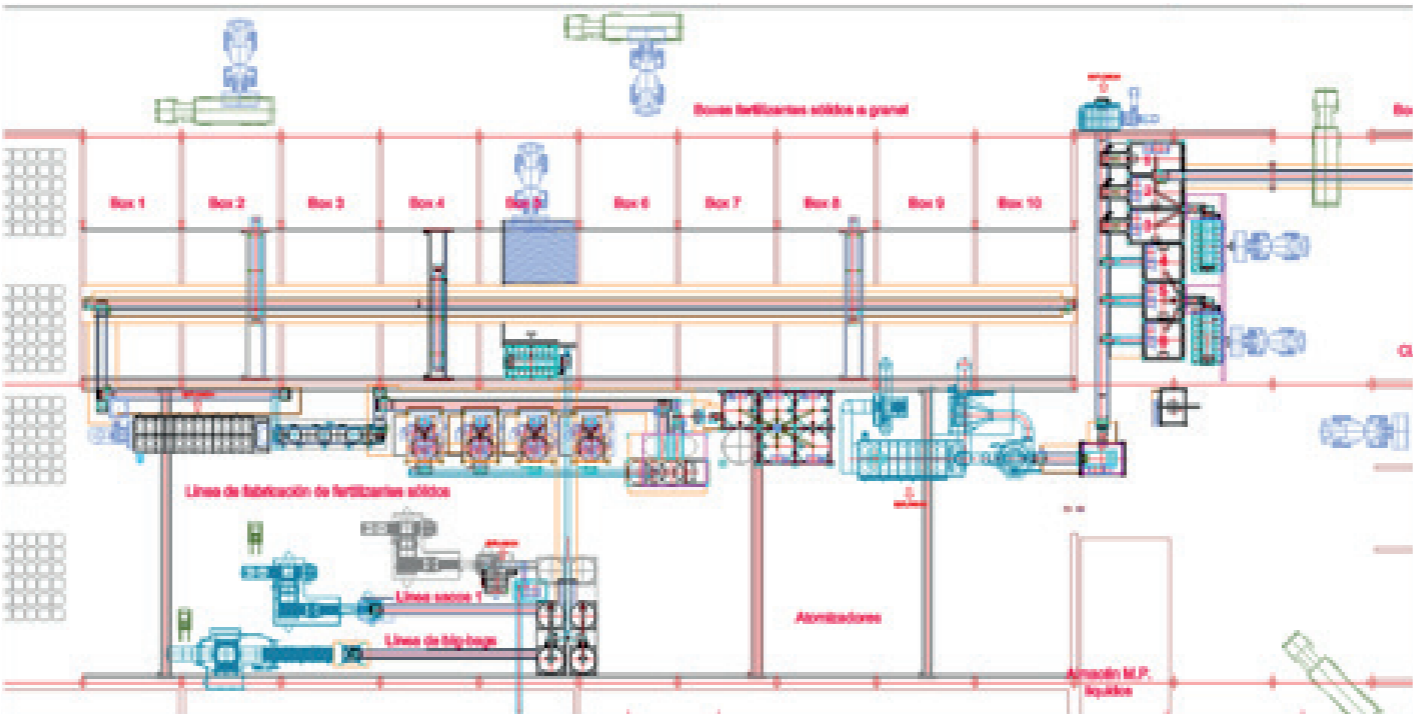 Boxes fertilizantes sólidos a granel
Box 1
Box 2
Box 3
Box 4
Box 5
Box 6
Box 7
Box 8
Box 9
Box 10
Línea de fabricación de fertilizantes sólidos
Línea sacos 1
Línea de big-bags
Atomizadores
Almacén M.P.
líquidos